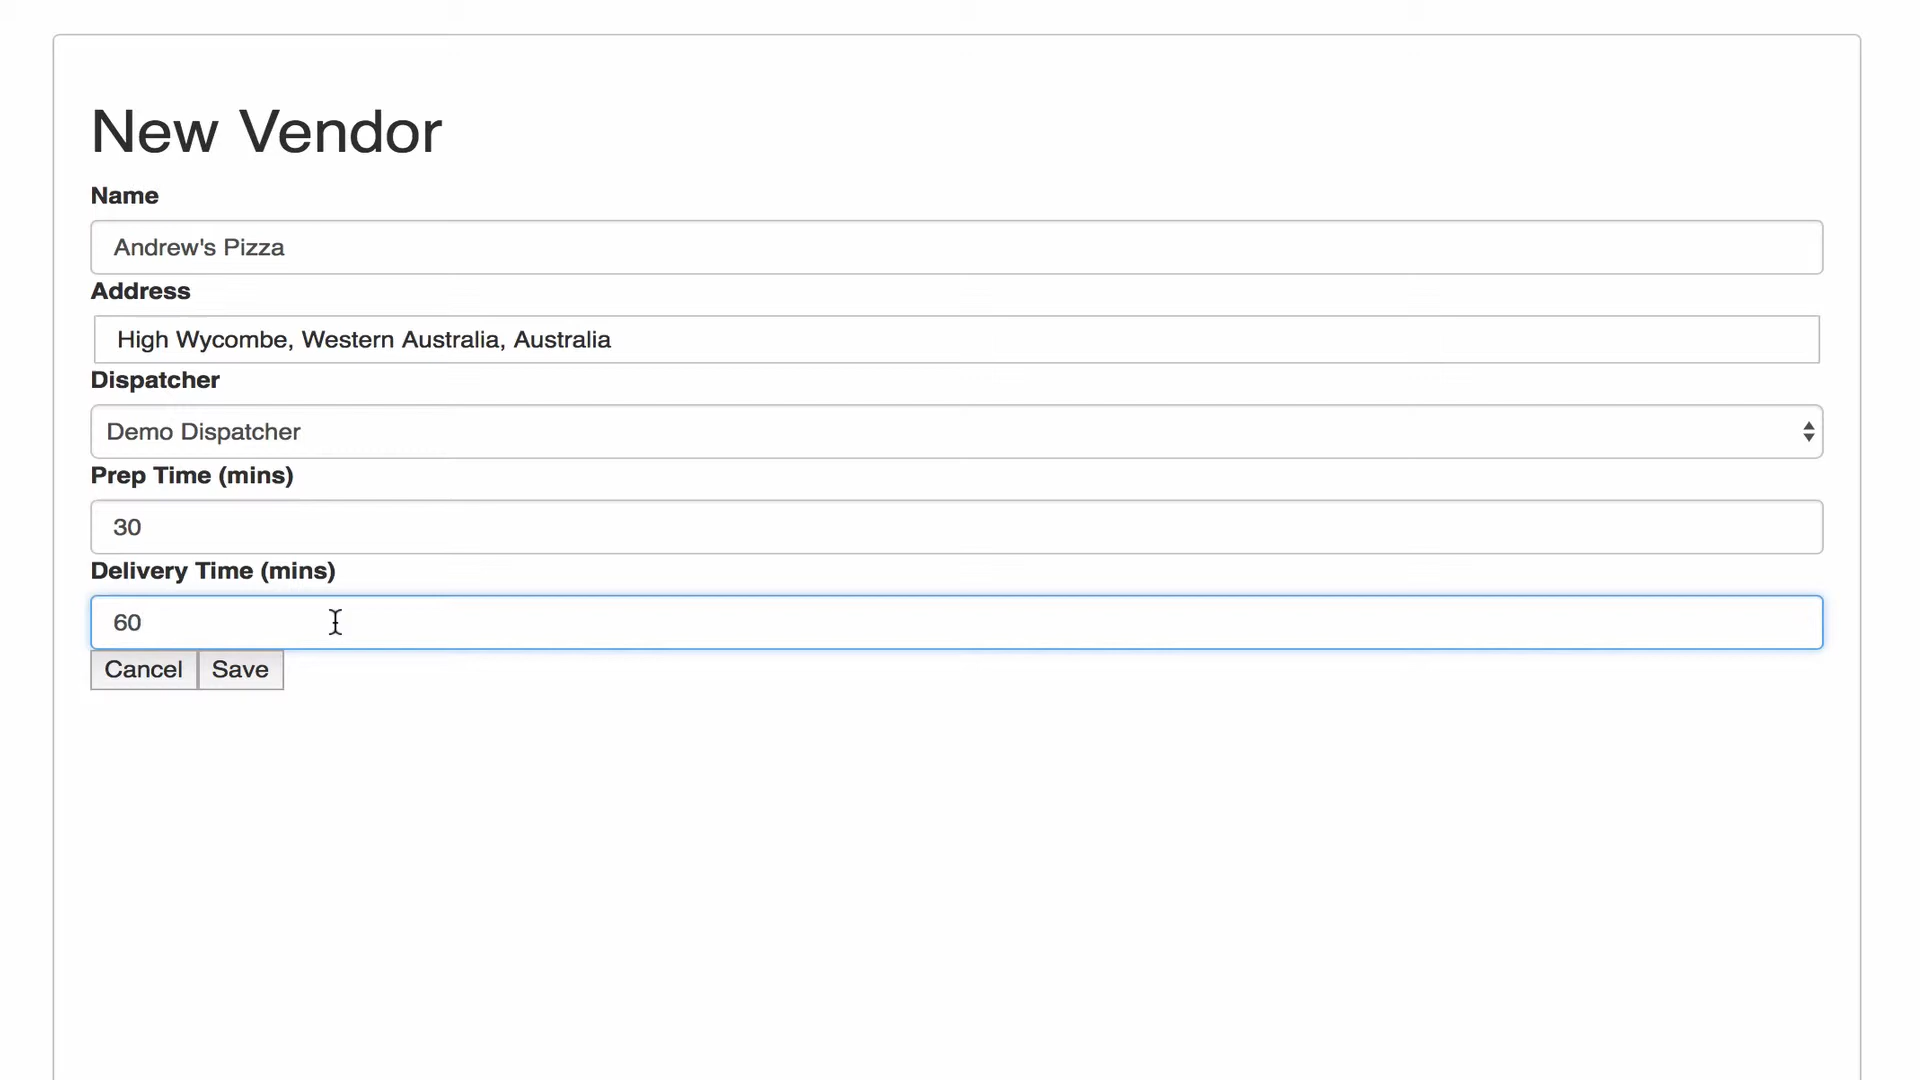 New Vendor
Name
Andrew's Pizza
Address
High Wycombe, Western Australia, Australia
Dispatcher
Demo Dispatcher
Prep Time (mins)
30
Delivery Time (mins)
60
Cancel Save